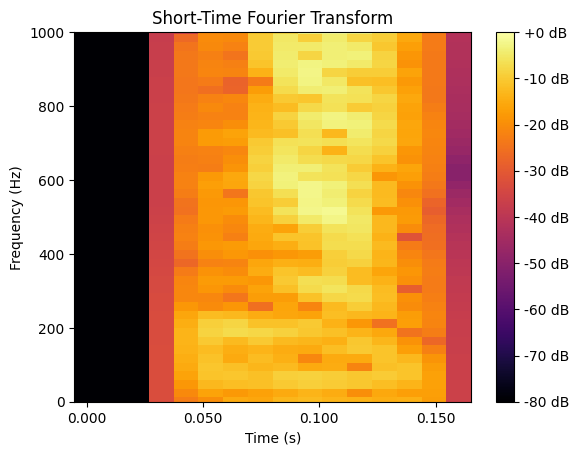 Short-Time Fourier Transform
Frequency (Hz)
1000
800
600
400
200
0
0.000
0.050
0.100
0.150
Time (s)
+0 dB
-10 dB
-20 dB
-30 dB
-40 dB
-50 dB
-60 dB
-70 dB
-80 dB